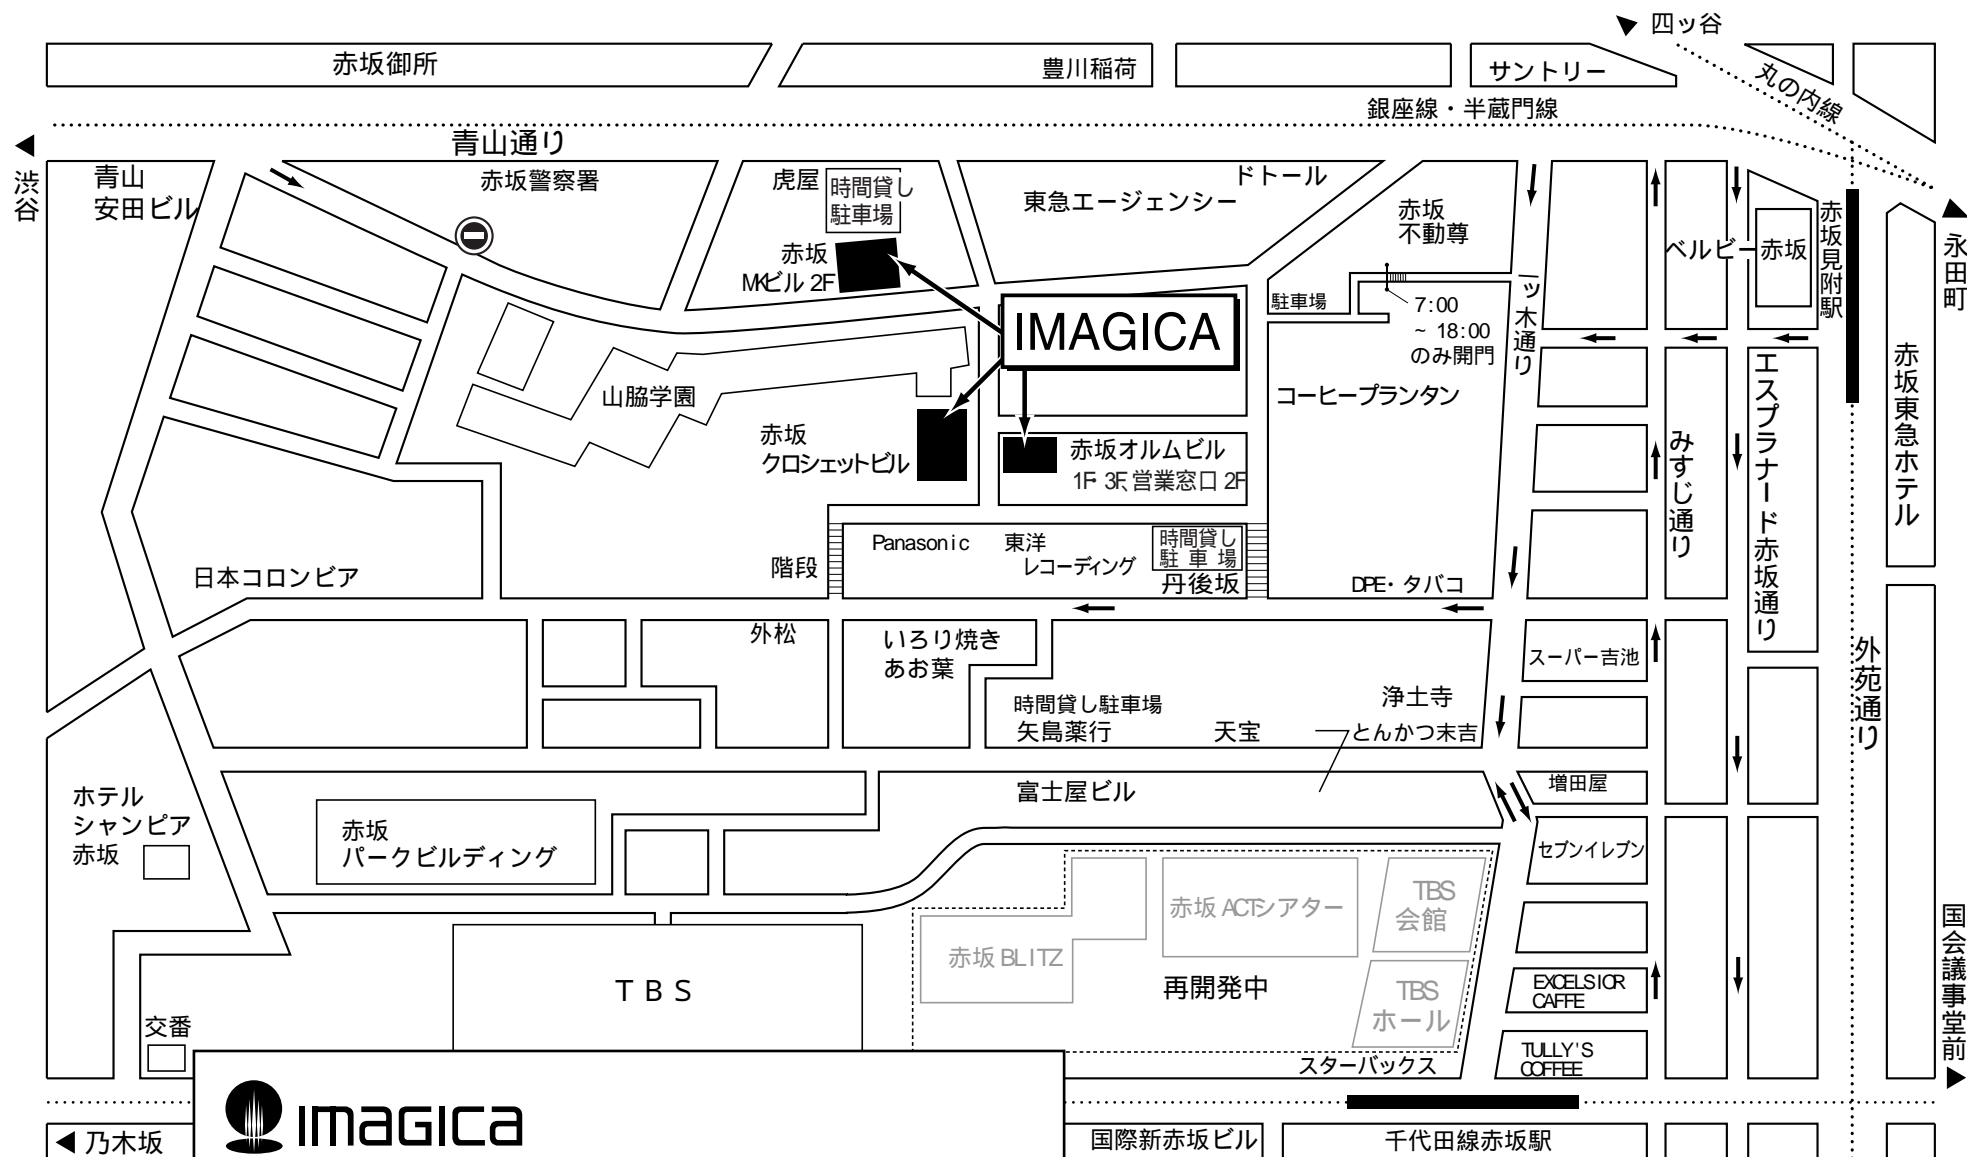 四ッ谷
赤坂御所
豊川稲荷
サントリー
丸の内線
銀座線・半蔵門線
青山通り
渋谷
青山
安田ビル
赤坂警察署
虎屋
時間貸し
駐車場
東急エージェンシー
ドトール
赤坂
不動尊
ベルビー赤坂
赤坂見附駅
永田町
赤坂
MKビル 2F
駐車場
7:00
~ 18:00
のみ開門
一ッ木通り
IMAGICA
山脇学園
コーヒープランタン
エスプラナード赤坂通り
赤坂東急ホテル
みすじ通り
赤坂
クロシェットビル
赤坂オルムビル
1F・3F、営業窓口 2F
階段
Panasonic
東洋
レコーディング
時間貸し
駐車場
丹後坂
DPE・タバコ
日本コロンビア
外松
いろり焼き
あお葉
スーパー吉池
外苑通り
時間貸し駐車場
矢島薬行
天宝
浄土寺
とんかつ末吉
富士屋ビル
増田屋
ホテル
シャンピア
赤坂
赤坂
パークビルディング
セブンイレブン
赤坂 BLITZ
赤坂 ACTシアター
TBS
会館
TBS
ホール
再開発中
TBS
EXCELSIOR
CAFFE
国会議事堂前
交番
スターバックス
TULLY'S
COFFEE
IMAGICA
乃木坂
国際新赤坂ビル
千代田線赤坂駅